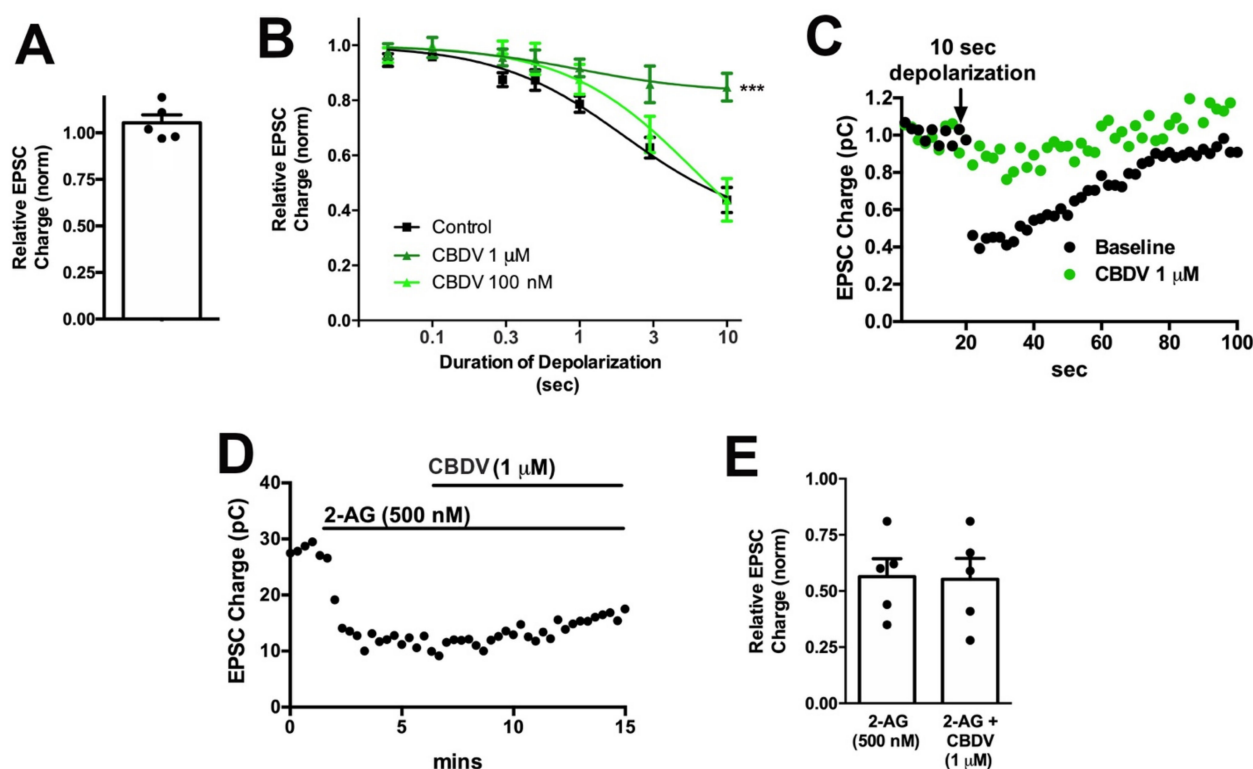 A
Relative EPSC
Charge (norm)
1.00
0.75
0.50
0.25
0.00
B
Relative EPSC
Charge (norm)
1.0
0.8
0.6
0.4
0.2
0.0
***
Control
CBDV 1 μM
CBDV 100 nM
0.1
0.3
1
3
10
Duration of Depolarization
(sec)
C
10 sec
depolarization
EPSC Charge (pC)
1.2
1.0
0.8
0.6
0.4
0.2
0.0
Baseline
CBDV 1 μM
20
40
60
80
100
sec
D
CBDV (1 μM)
2-AG (500 nM)
EPSC Charge (pC)
40
30
20
10
0
0
5
10
15
mins
E
Relative EPSC
Charge (norm)
1.00
0.75
0.50
0.25
0.00
2-AG
(500 nM)
2-AG +
CBDV
(1 μM)